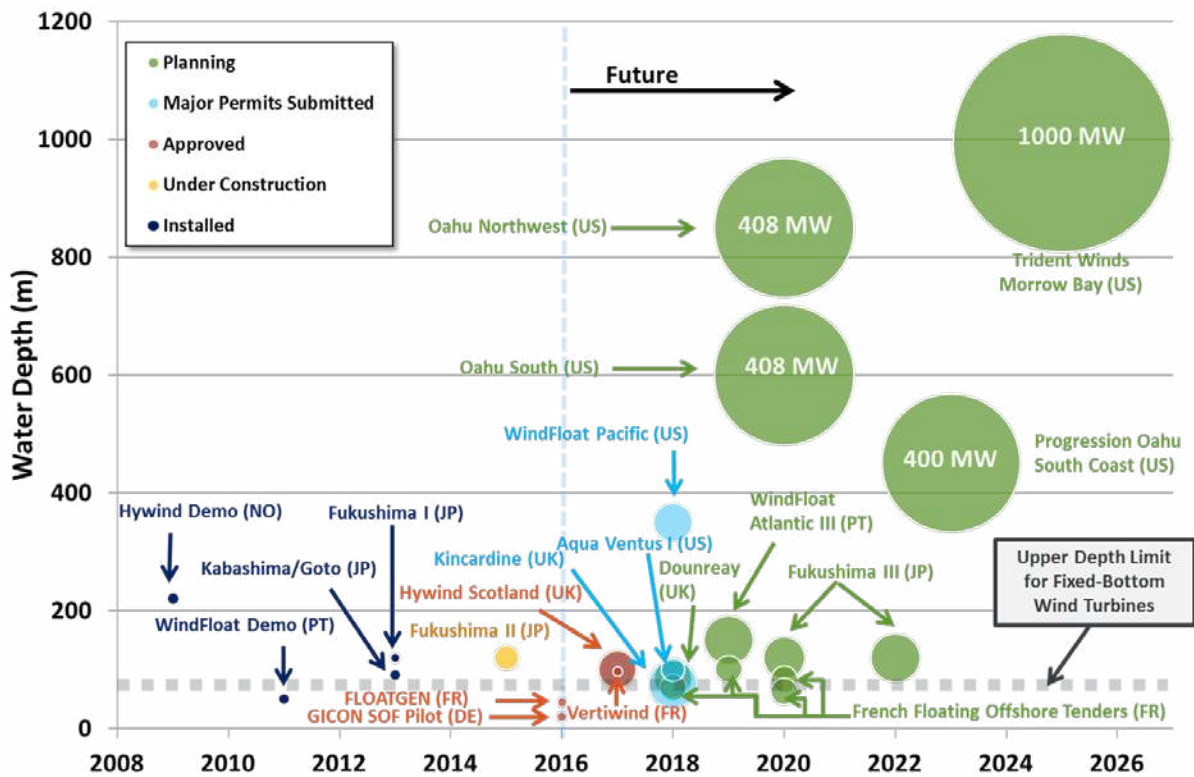 1200
1000
800
600
400
200
0
Water Depth (m)
Planning
Major Permits Submitted
Approved
Under Construction
Installed
Future
1000 MW
Trident Winds
Morrow Bay (US)
Oahu Northwest (US)
408 MW
Oahu South (US)
408 MW
WindFloat Pacific (US)
400 MW
Progression Oahu
South Coast (US)
Hywind Demo (NO)
Fukushima I (JP)
WindFloat
Atlantic III (PT)
Kabashima/Goto (JP)
Kincardine (UK)
Aqua Ventus I (US)
Dounreay
(UK)
Fukushima III (JP)
Upper Depth Limit
for Fixed-Bottom
Wind Turbines
Hywind Scotland (UK)
WindFloat Demo (PT)
Fukushima II (JP)
FLOATGEN (FR)
GICON SOF Pilot (DE)
Vertiwind (FR)
French Floating Offshore Tenders (FR)
2008 2010 2012 2014 2016 2018 2020 2022 2024 2026